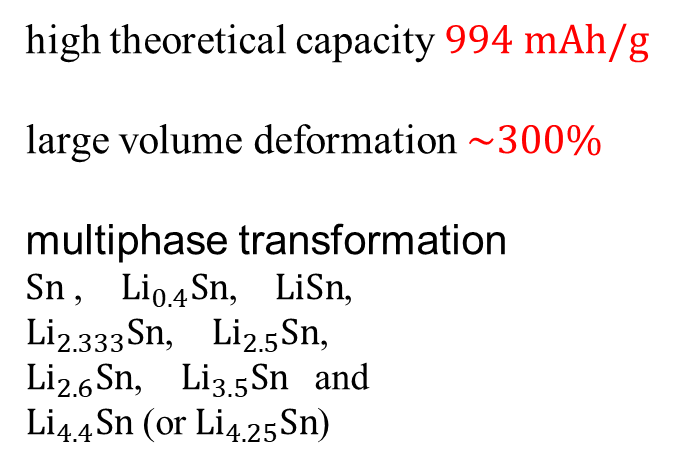 high theoretical capacity 994 mAh/g
large volume deformation ~300%
multiphase transformation
Sn , Li₀.₄Sn, LiSn,
Li₂.₃₃₃Sn, Li₂.₅Sn,
Li₂.₆Sn, Li₃.₅Sn and
Li₄.₄Sn (or Li₄.₂₅Sn)